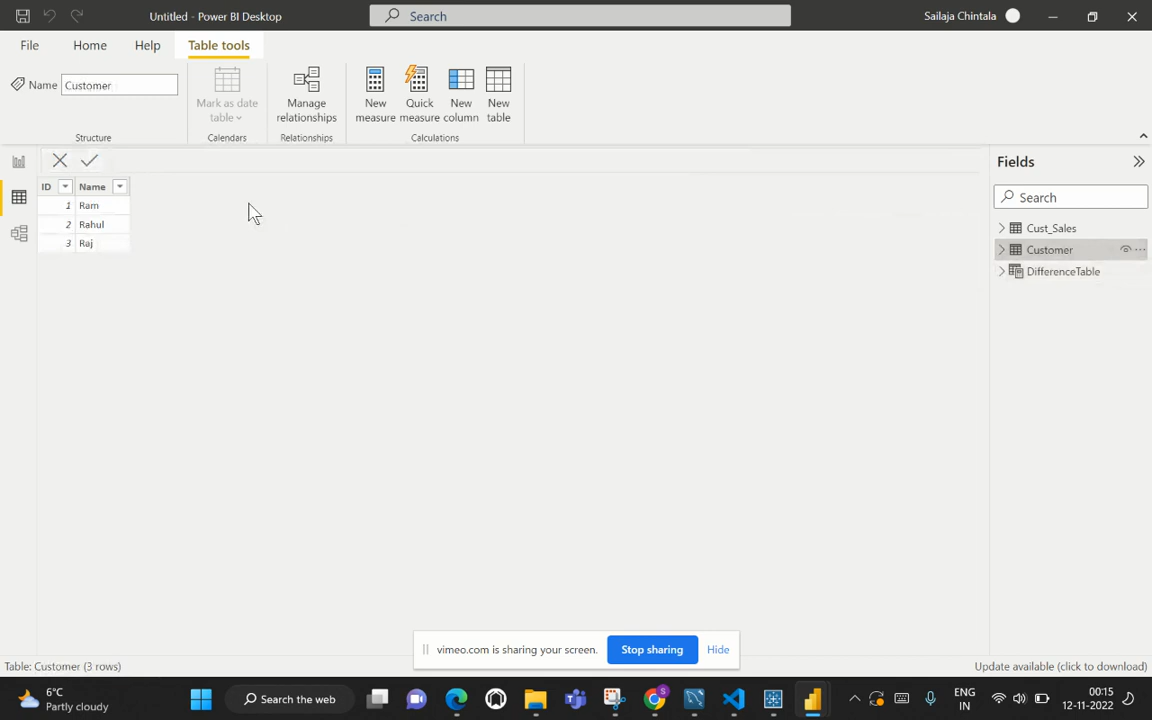 Untitled - Power BI Desktop
Search
Sailaja Chintala
File
Home
Help
Table tools
Name
Customer
Mark as date
table
Manage
relationships
New
measure
Quick
measure
New
column
New
table
Structure
Calendars
Relationships
Calculations
ID
Name
1
Ram
2
Rahul
3
Raj
Fields
Search
Cust_Sales
Customer
DifferenceTable
vimeo.com is sharing your screen.
Stop sharing
Hide
Table: Customer (3 rows)
Update available (click to download)
6°C
Partly cloudy
Search the web
S
ENG
IN
00:15
12-11-2022